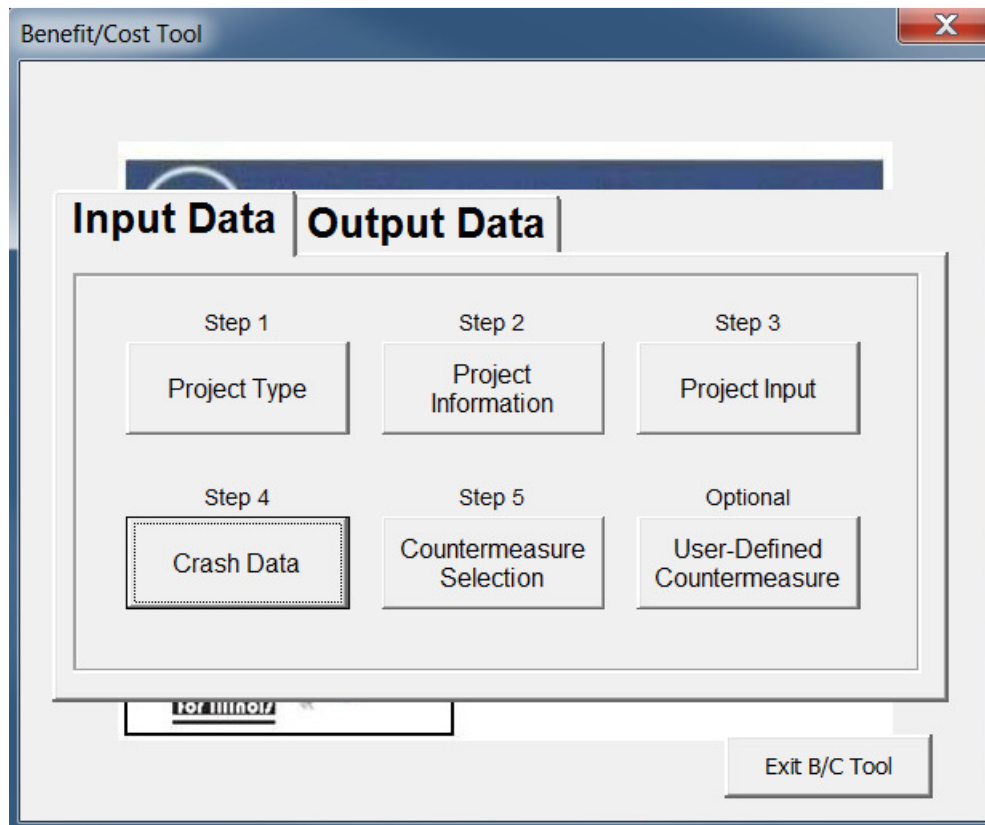 Benefit/Cost Tool
X
Input Data
Output Data
Step 1
Step 2
Step 3
Project Type
Project
Information
Project Input
Step 4
Step 5
Optional
Crash Data
Countermeasure
Selection
User-Defined
Countermeasure
for Illinois
Exit B/C Tool